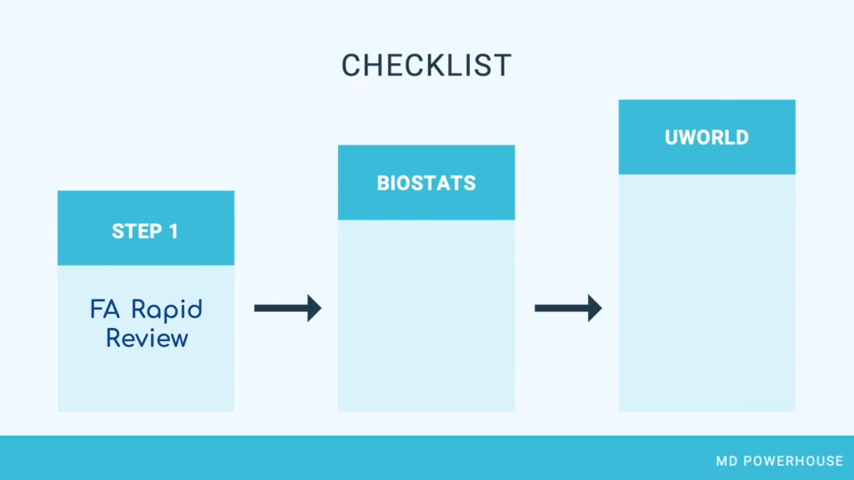 CHECKLIST
STEP 1
FA Rapid
Review
BIOSTATS
UWORLD
MD POWERHOUSE